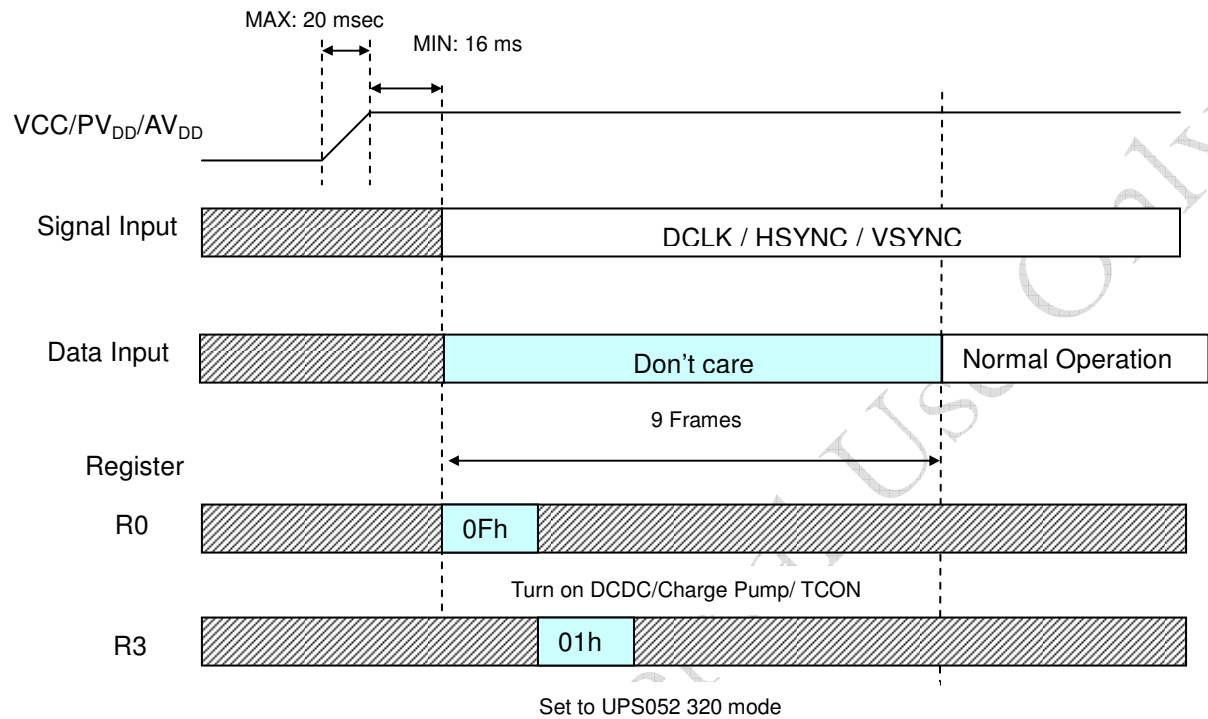 MAX: 20 msec
MIN: 16 ms
VCC/PVDD/AVDD
Signal Input
DCLK / HSYNC / VSYNC
Data Input
Don't care
Normal Operation
9 Frames
Register
R0
0Fh
Turn on DCDC/Charge Pump/ TCON
R3
01h
Set to UPS052 320 mode
Use Only